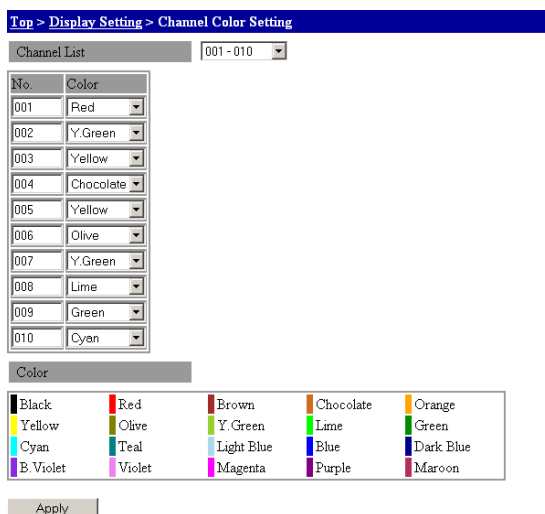 Top > Display Setting > Channel Color Setting
Channel List 001 - 010
No. Color
001 Red
002 Y.Green
003 Yellow
004 Chocolate
005 Yellow
006 Olive
007 Y.Green
008 Lime
009 Green
010 Cyan
Color
Black Red Brown Chocolate Orange
Yellow Olive Y. Green Lime Green
Cyan Teal Light Blue Blue Dark Blue
B. Violet Violet Magenta Purple Maroon
Apply